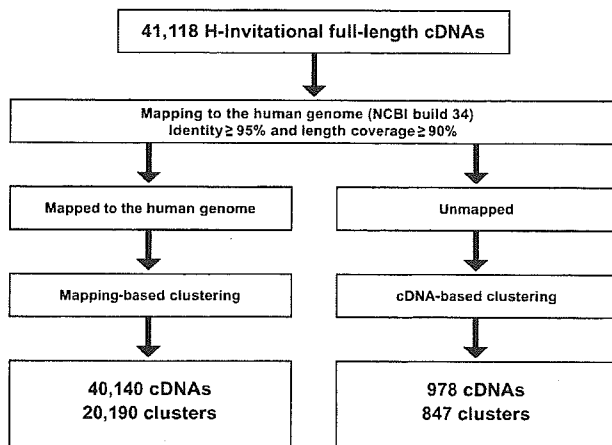 41,118 H-Invitational full-length cDNAs
Mapping to the human genome (NCBI build 34)
Identity≥95% and length coverage≥90%
Mapped to the human genome
Unmapped
Mapping-based clustering
cDNA-based clustering
40,140 cDNAs
20,190 clusters
978 cDNAs
847 clusters